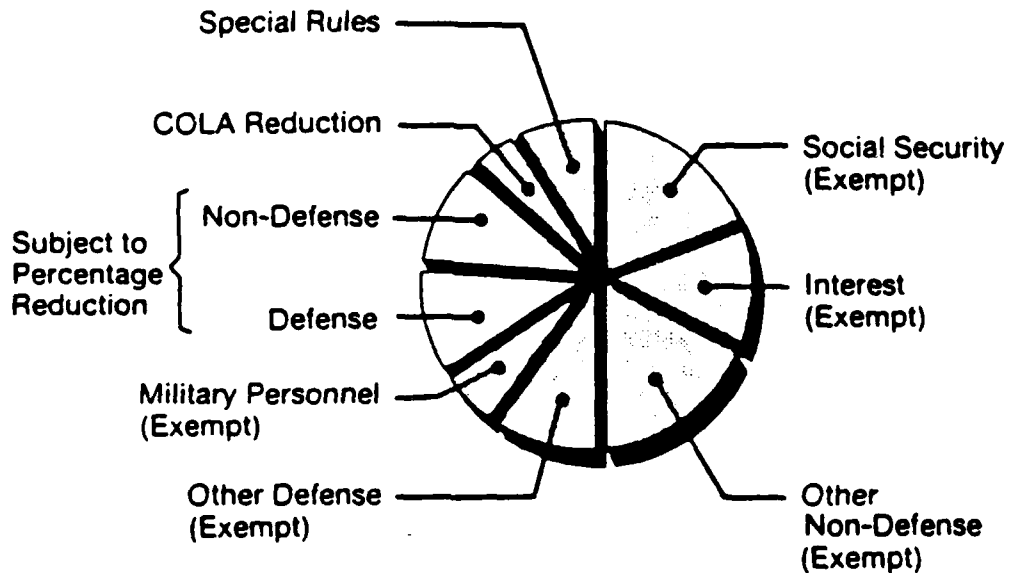 Special Rules
COLA Reduction
Non-Defense
Subject to
Percentage
Reduction
Defense
Military Personnel
(Exempt)
Other Defense
(Exempt)
Social Security
(Exempt)
Interest
(Exempt)
Other
Non-Defense
(Exempt)